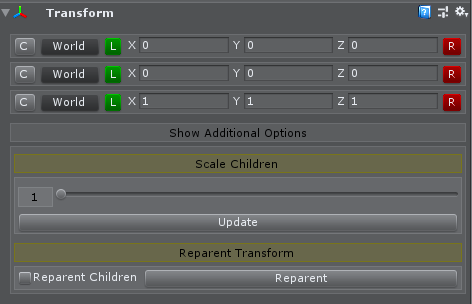 Transform
C World L X 0 Y 0 Z 0 R
C World L X 0 Y 0 Z 0 R
C World L X 1 Y 1 Z 1 R
Show Additional Options
Scale Children
1
Update
Reparent Transform
Reparent Children Reparent